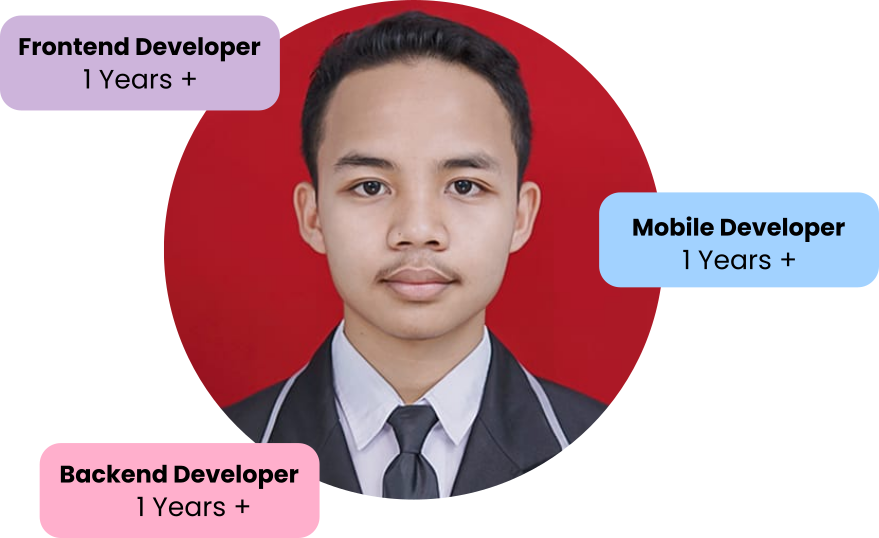 Frontend Developer
1 Years +
Mobile Developer
1 Years +
Backend Developer
1 Years +